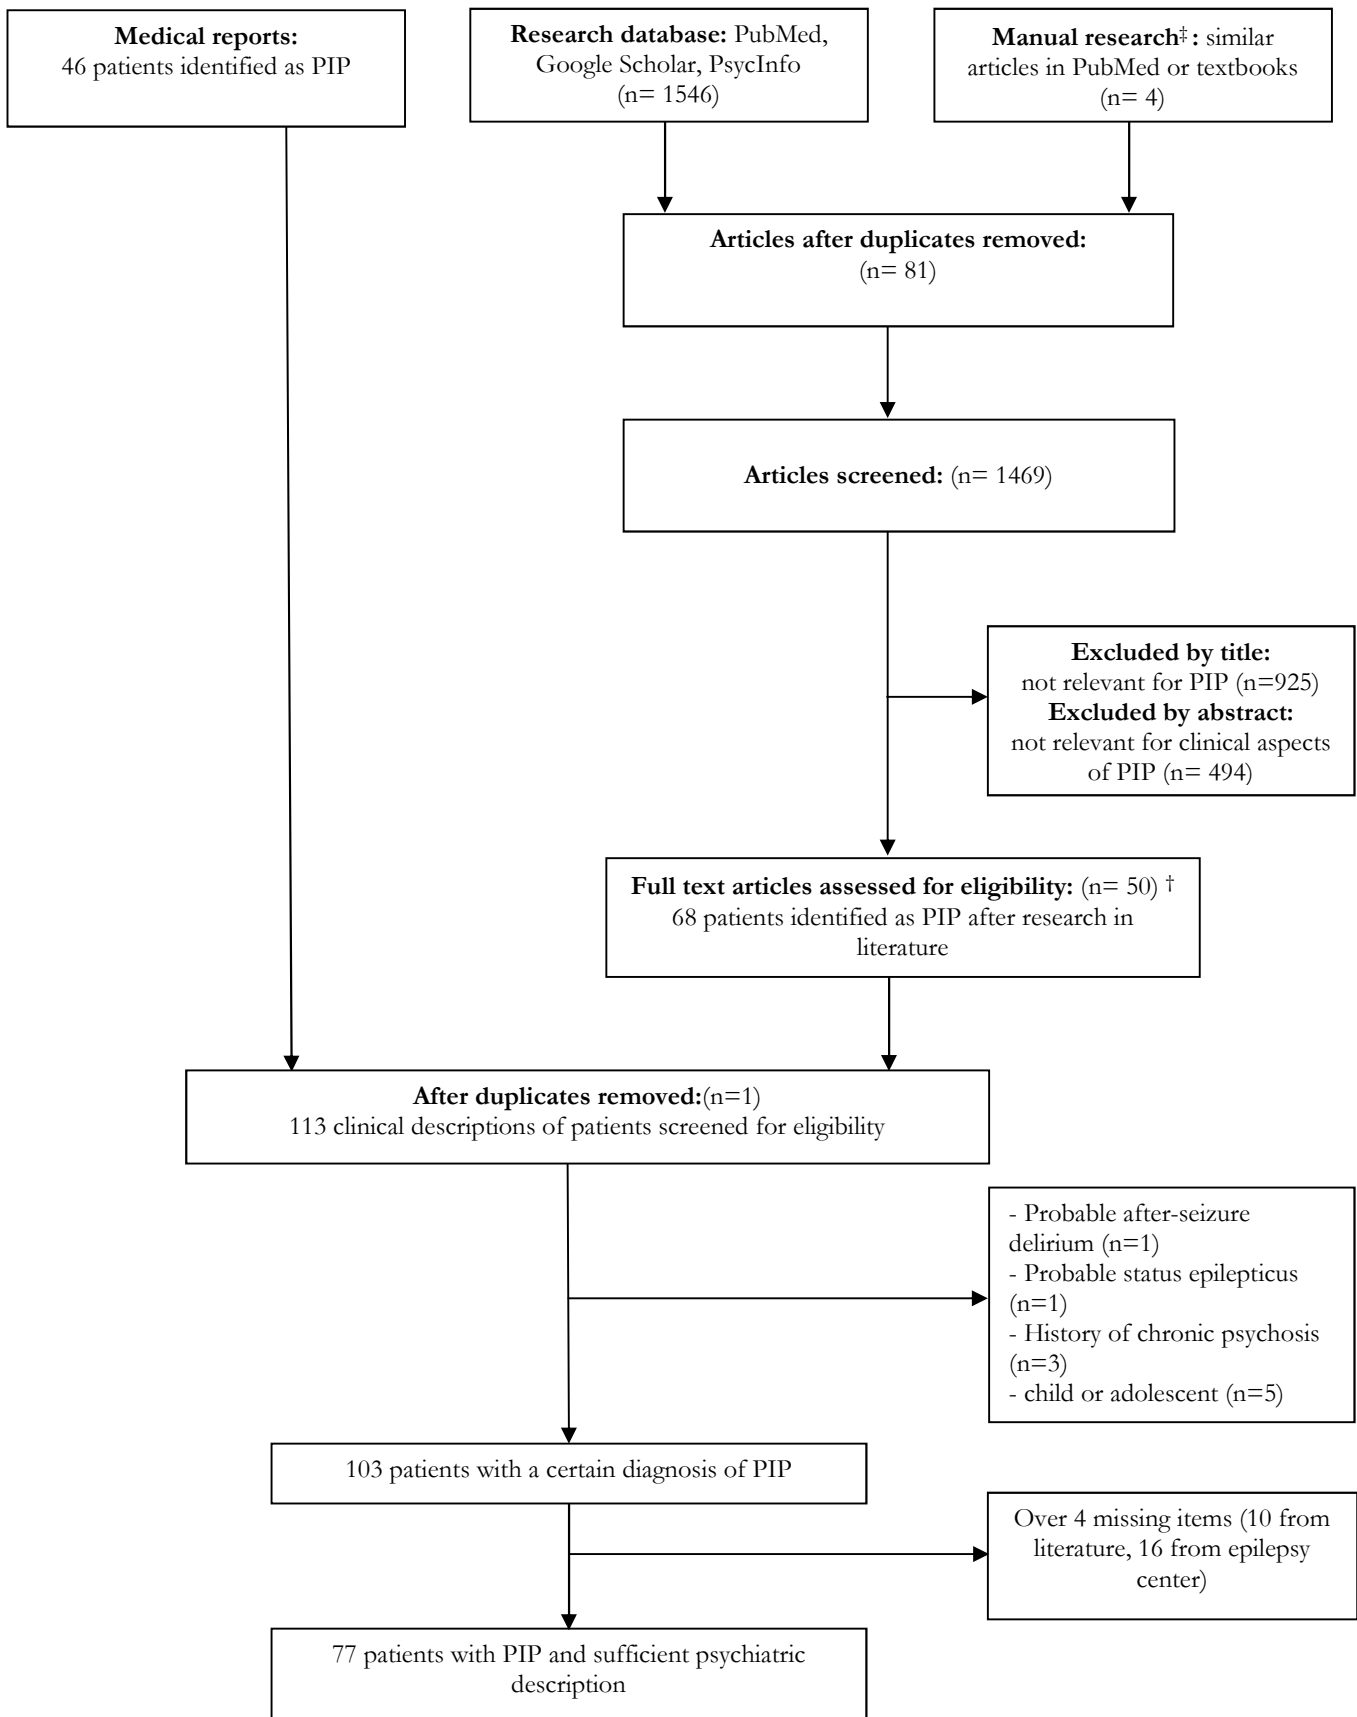 Medical reports:
46 patients identified as PIP
Research database: PubMed,
Google Scholar, PsycInfo
(n= 1546)
Manual research‡ : similar
articles in PubMed or textbooks
(n= 4)
Articles after duplicates removed:
(n= 81)
Articles screened: (n= 1469)
Excluded by title:
not relevant for PIP (n=925)
Excluded by abstract:
not relevant for clinical aspects
of PIP (n= 494)
Full text articles assessed for eligibility: (n= 50) †
68 patients identified as PIP after research in
literature
After duplicates removed:(n=1)
113 clinical descriptions of patients screened for eligibility
- Probable after-seizure
delirium (n=1)
- Probable status epilepticus
(n=1)
- History of chronic psychosis
(n=3)
- child or adolescent (n=5)
103 patients with a certain diagnosis of PIP
Over 4 missing items (10 from
literature, 16 from epilepsy
center)
77 patients with PIP and sufficient psychiatric
description